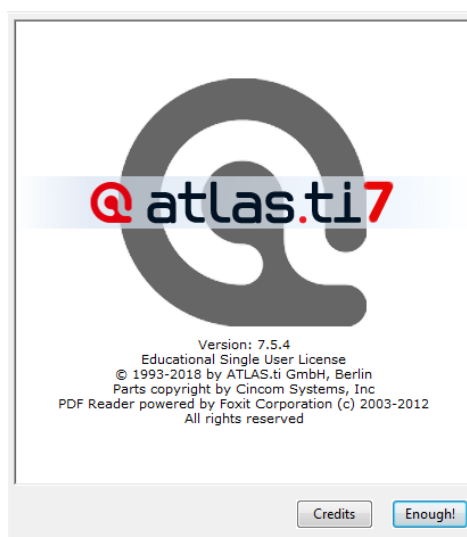 @ atlas.ti7
Version: 7.5.4
Educational Single User License
© 1993-2018 by ATLAS.ti GmbH, Berlin
Parts copyright by Cincom Systems, Inc
PDF Reader powered by Foxit Corporation (c) 2003-2012
All rights reserved
Credits Enough!